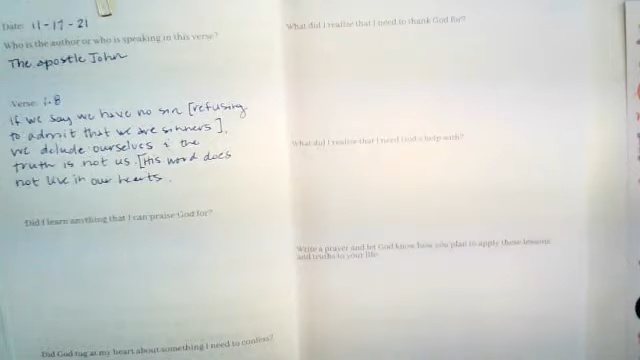 Date: 11-17-21
Who is the author or who is speaking in this verse?
The apostle John
Verse: 1:8
if we say we have no sin [refusing
to admit that we are sinners],
we delude ourselves & the
truth is not us [His word does
not live in our hearts.
Did I learn anything that I can praise God for?
Did God tug at my heart about something I need to confess?
What did I realize that I need to thank God for?
What did I realize that I need God's help with?
Write a prayer and let God know how you plan to apply these lessons
and truths to your life.